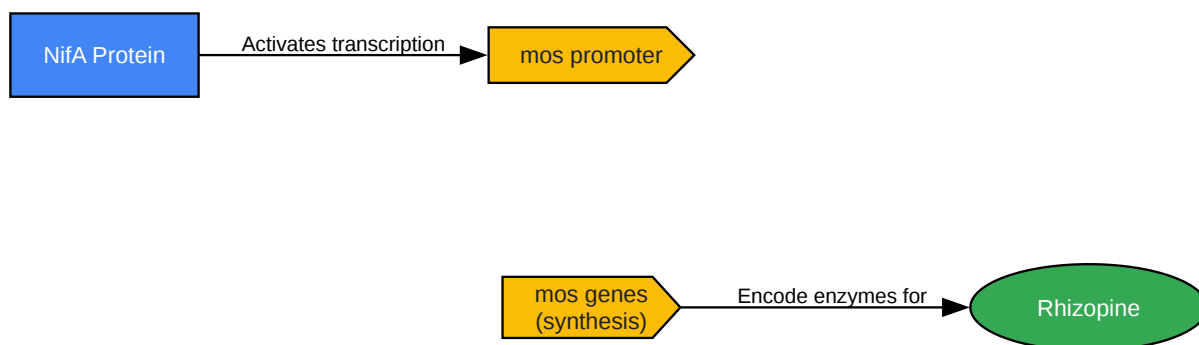 NifA Protein
Activates transcription
mos promoter
mos genes
(synthesis)
Encode enzymes for
Rhizopine